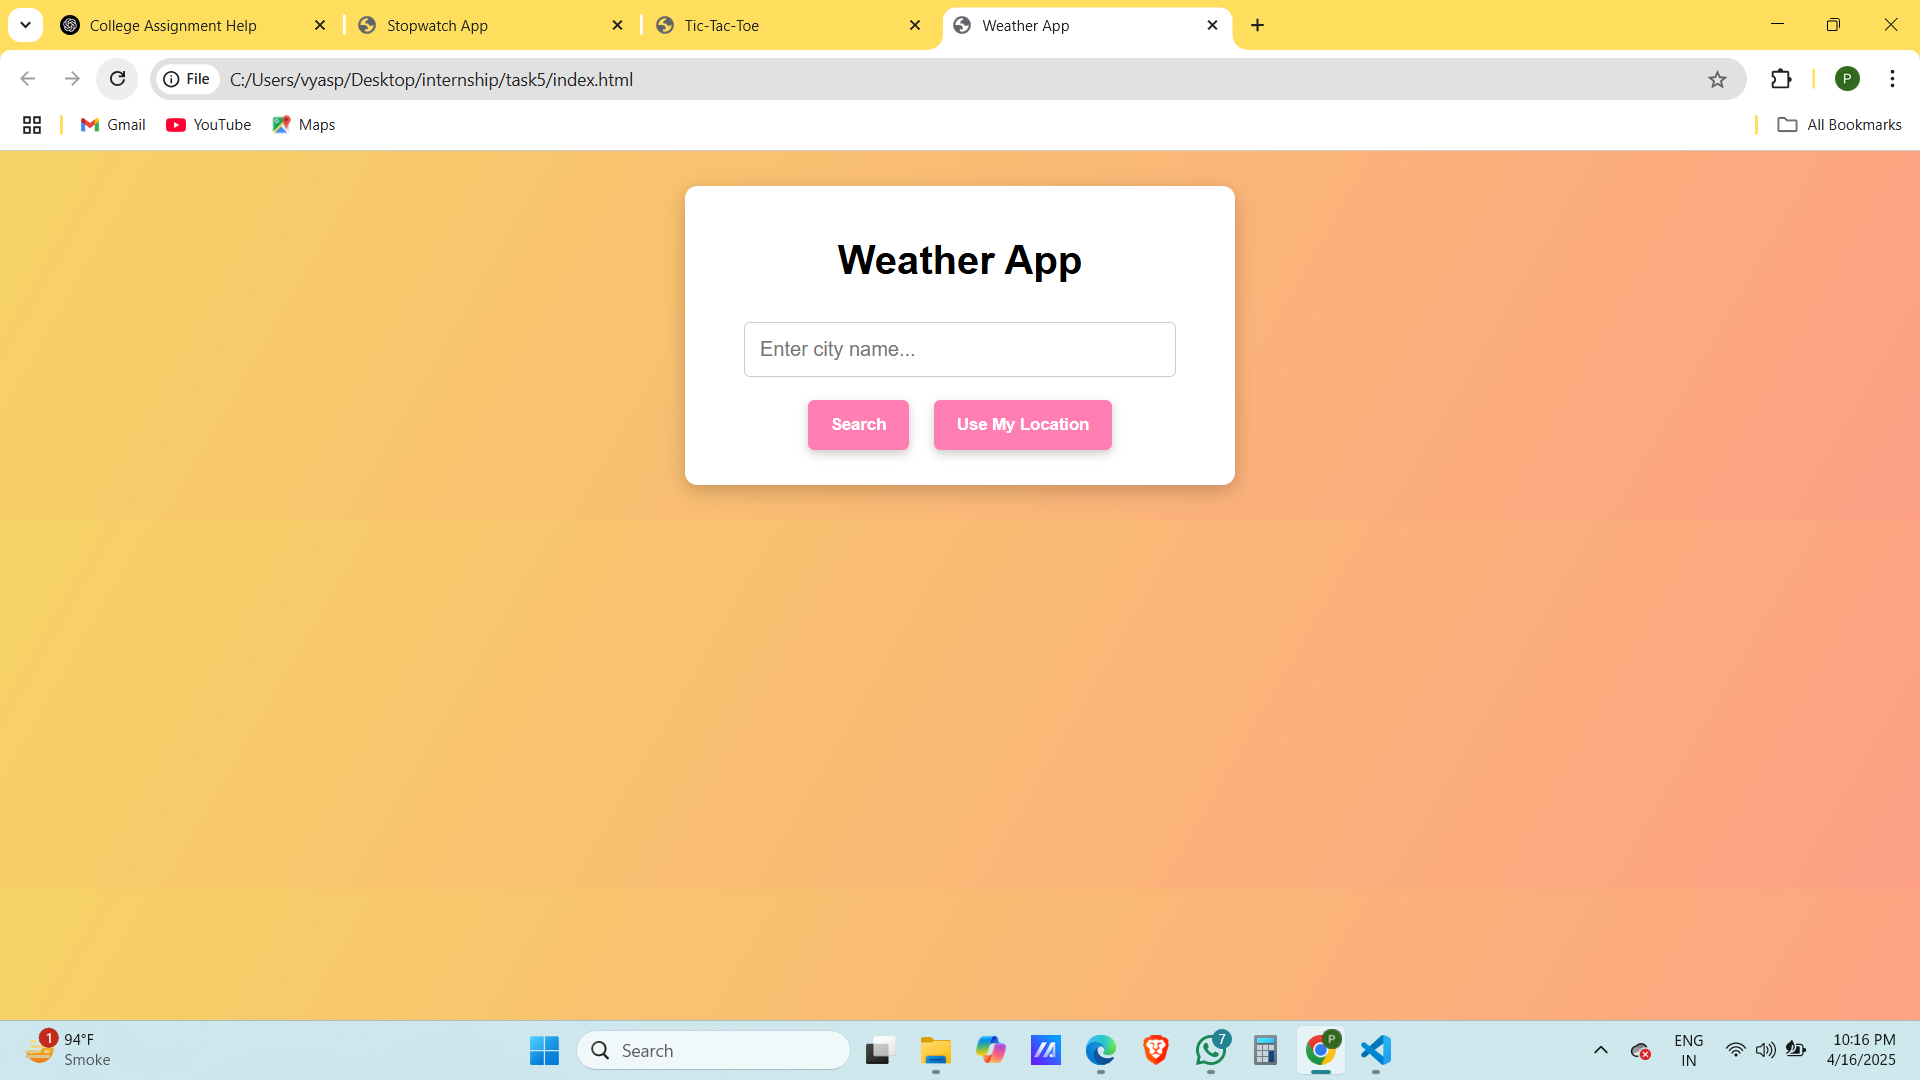 College Assignment Help
Stopwatch App
Tic-Tac-Toe
Weather App
File
C:/Users/vyasp/Desktop/internship/task5/index.html
P
Gmail
YouTube
Maps
All Bookmarks
Weather App
Enter city name...
Search
Use My Location
1
94°F
Smoke
Search
7
P
ENG
IN
10:16 PM
4/16/2025